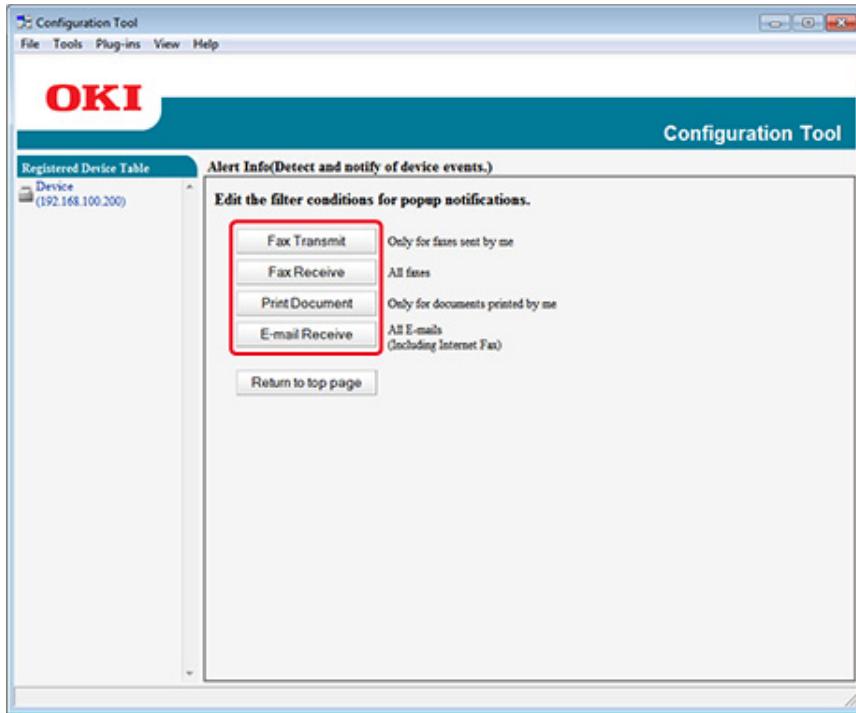 Configuration Tool
File Tools Plug-ins View Help
OKI
Configuration Tool
Registered Device Table
Device
(192.168.100.200)
Alert Info(Detect and notify of device events.)
Edit the filter conditions for popup notifications.
Fax Transmit Only for faxes sent by me
Fax Receive All faxes
Print Document Only for documents printed by me
E-mail Receive All E-mails
(Including Internet Fax)
Return to top page